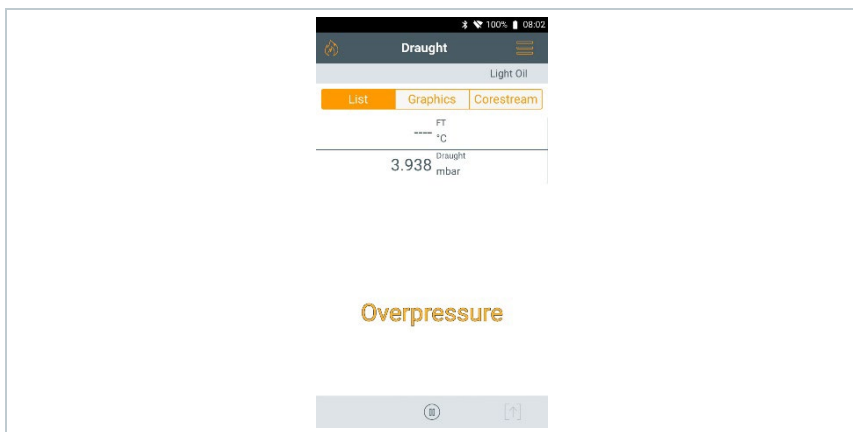 100% 08:02
Draught
Light Oil
List Graphics Corestream
FT
---- °C
Draught
3.938 mbar
Overpressure